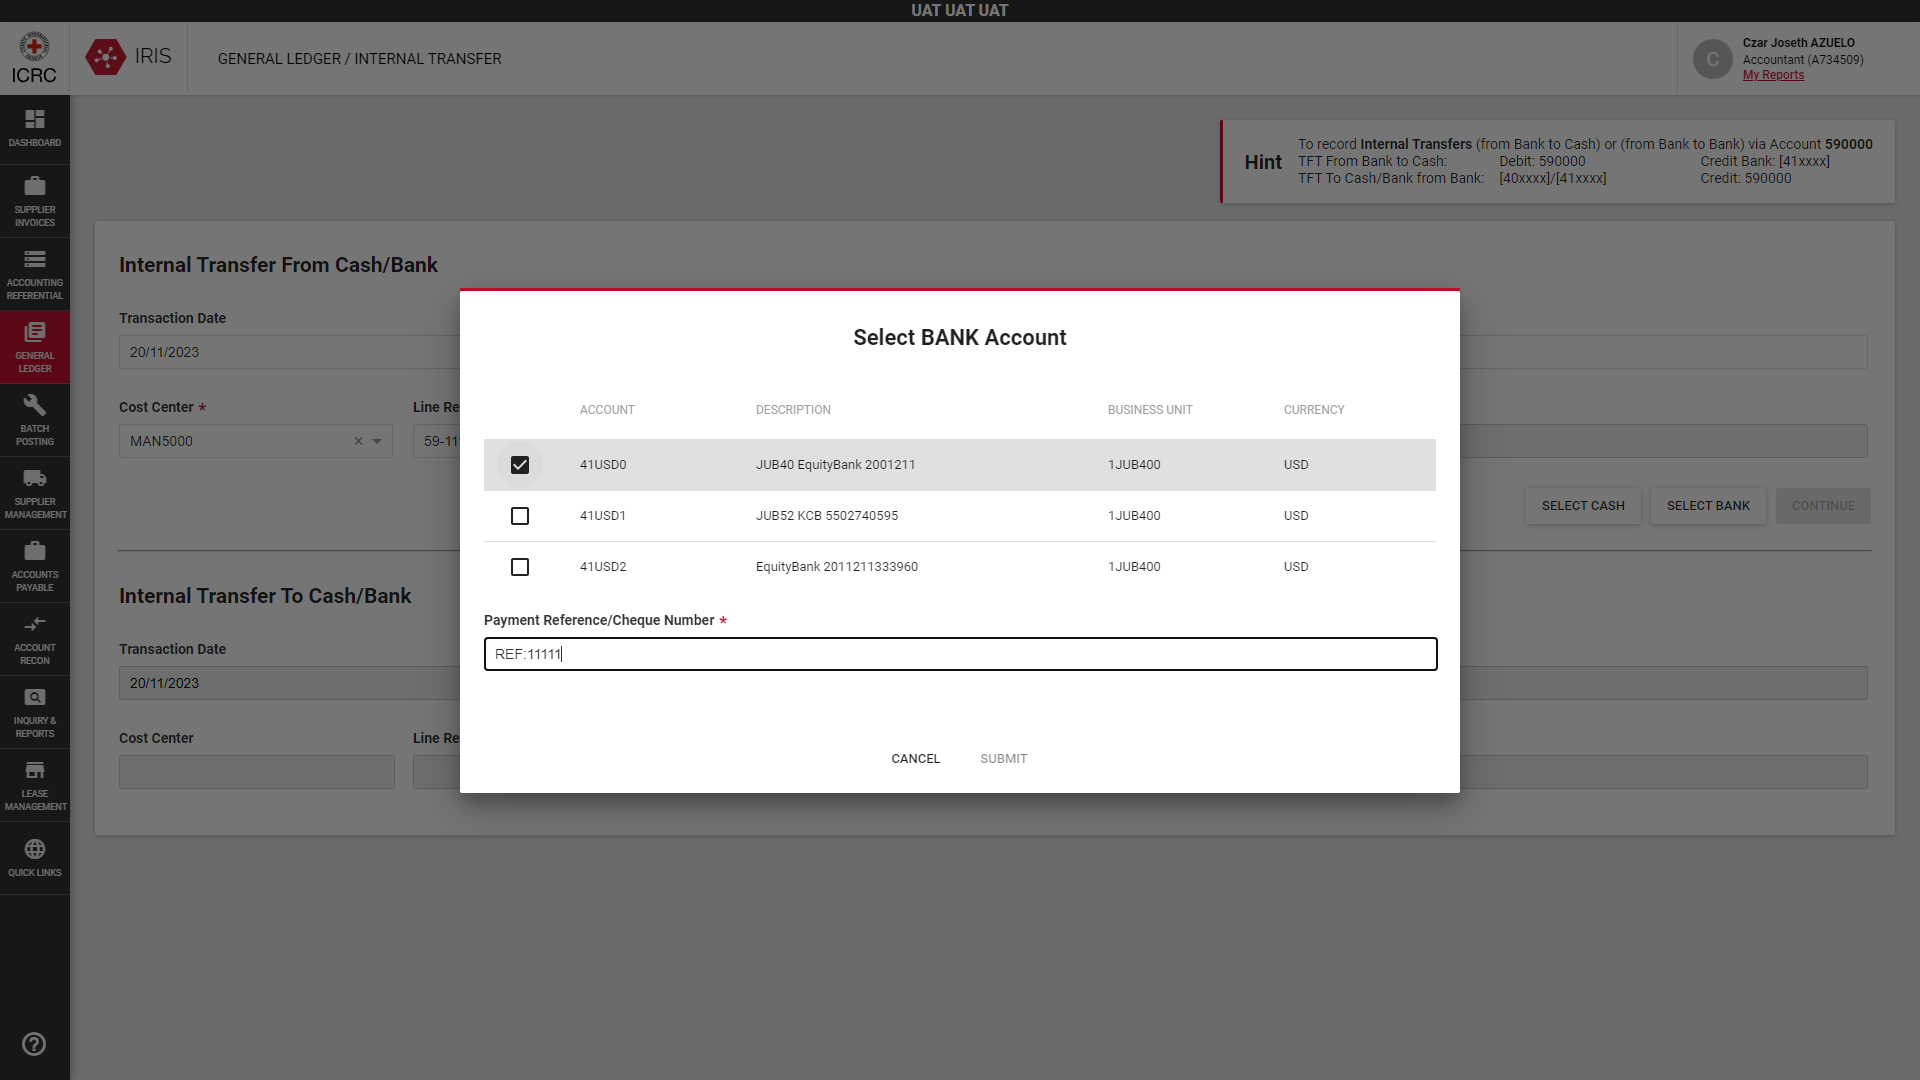 UAT UAT UAT
ICRC
IRIS
GENERAL LEDGER / INTERNAL TRANSFER
C
Czar Joseth AZUELO
Accountant (A734509)
My Reports
DASHBOARD
SUPPLIER
INVOICES
ACCOUNTING
REFERENTIAL
GENERAL
LEDGER
BATCH
POSTING
SUPPLIER
MANAGEMENT
ACCOUNTS
PAYABLE
ACCOUNT
RECON
INQUIRY &
REPORTS
LEASE
MANAGEMENT
QUICK LINKS
Hint
To record Internal Transfers (from Bank to Cash) or (from Bank to Bank) via Account 590000
TFT From Bank to Cash: Debit: 590000 Credit Bank: [41xxxx]
TFT To Cash/Bank from Bank: [40xxxx]/[41xxxx] Credit: 590000
Internal Transfer From Cash/Bank
Transaction Date
20/11/2023
Cost Center * Line Re
MAN5000 59-11
SELECT CASH SELECT BANK CONTINUE
Internal Transfer To Cash/Bank
Transaction Date
20/11/2023
Cost Center Line Re
Select BANK Account
ACCOUNT DESCRIPTION BUSINESS UNIT CURRENCY
41USD0 JUB40 EquityBank 2001211 1JUB400 USD
41USD1 JUB52 KCB 5502740595 1JUB400 USD
41USD2 EquityBank 2011211333960 1JUB400 USD
Payment Reference/Cheque Number *
REF:11111
CANCEL SUBMIT